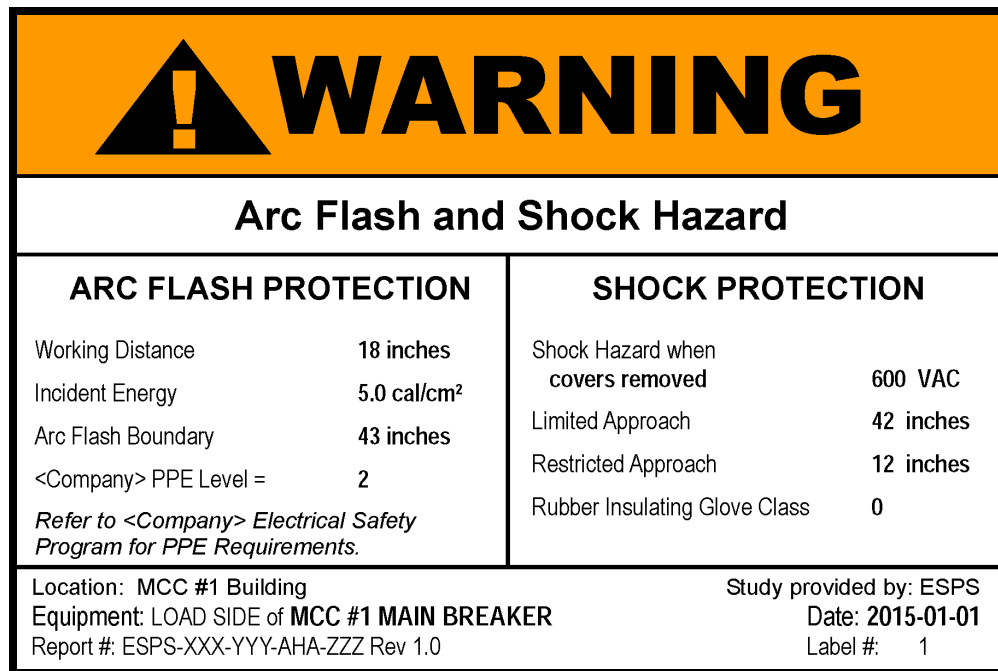 WARNING
Arc Flash and Shock Hazard
ARC FLASH PROTECTION
Working Distance 18 inches
Incident Energy 5.0 cal/cm²
Arc Flash Boundary 43 inches
<Company> PPE Level = 2
Refer to <Company> Electrical Safety
Program for PPE Requirements.
SHOCK PROTECTION
Shock Hazard when
covers removed 600 VAC
Limited Approach 42 inches
Restricted Approach 12 inches
Rubber Insulating Glove Class 0
Location: MCC #1 Building
Equipment: LOAD SIDE of MCC #1 MAIN BREAKER
Report #: ESPS-XXX-YYY-AHA-ZZZ Rev 1.0
Study provided by: ESPS
Date: 2015-01-01
Label #: 1